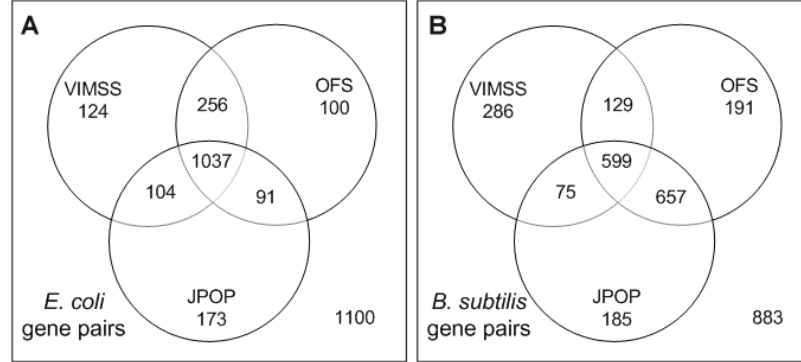 A
VIMSS
124
256
OFS
100
1037
104
91
JPOP
173
E. coli
gene pairs
1100
B
VIMSS
286
129
OFS
191
599
75
657
JPOP
185
B. subtilis
gene pairs
883